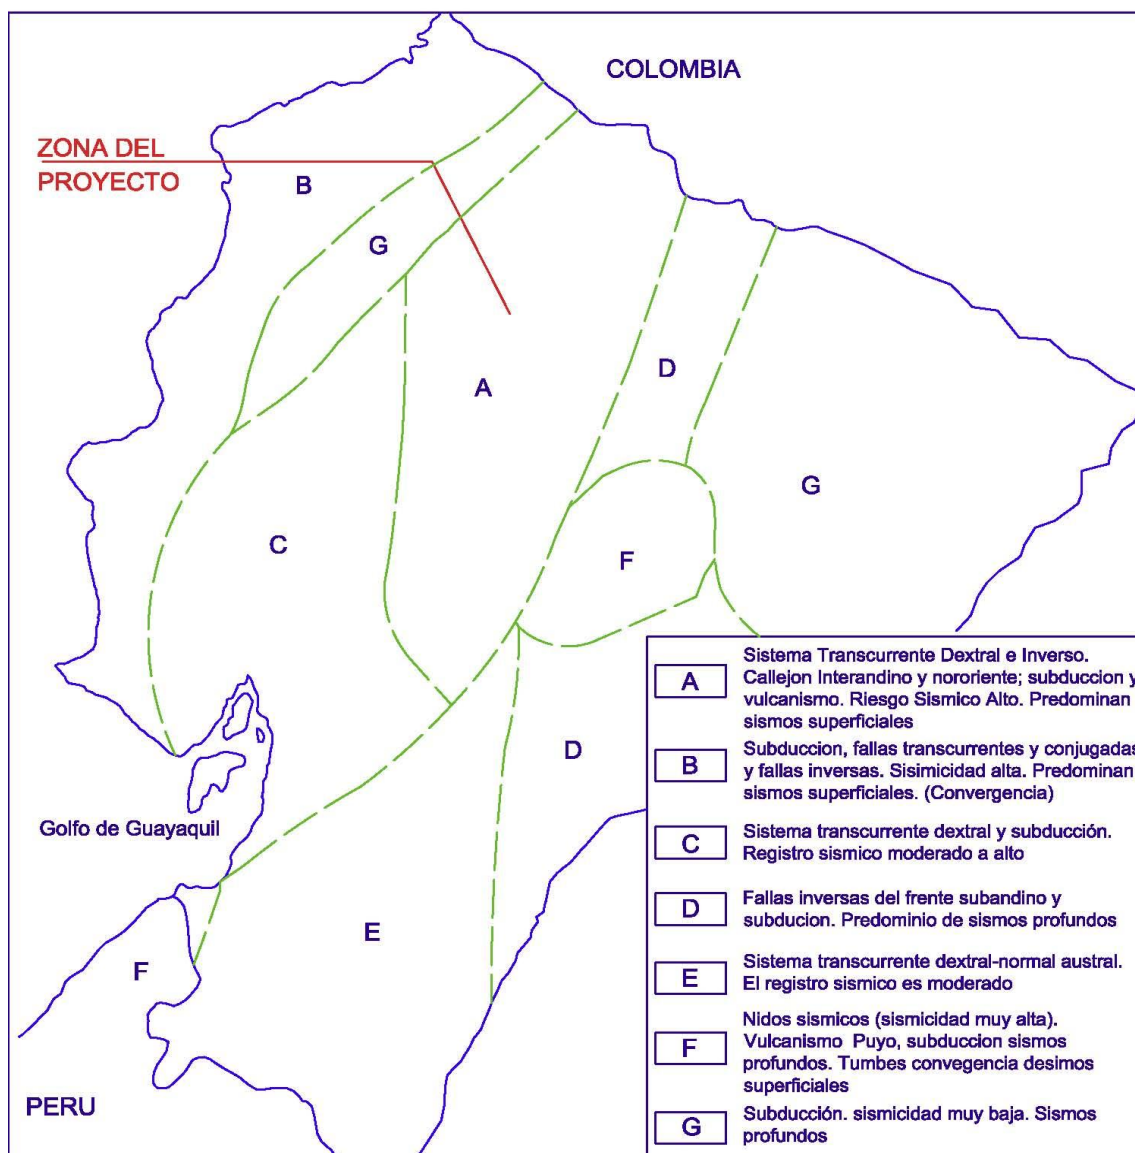 COLOMBIA
ZONA DEL
PROYECTO
B
G
D
A
G
C
F
D
Golfo de Guayaquil
E
F
PERU
A
Sistema Transcurrente Dextral e Inverso.
Callejon Interandino y nororiente; subduccion y
vulcanismo. Riesgo Sismico Alto. Predominan
sismos superficiales
B
Subduccion, fallas transcurrentes y conjugadas
y fallas inversas. Sisimicidad alta. Predominan
sismos superficiales. (Convergencia)
C
Sistema transcurrente dextral y subducción.
Registro sismico moderado a alto
D
Fallas inversas del frente subandino y
subducion. Predominio de sismos profundos
E
Sistema transcurrente dextral-normal austral.
El registro sismico es moderado
F
Nidos sismicos (sismicidad muy alta).
Vulcanismo Puyo, subduccion sismos
profundos. Tumbes convegencia desimos
superficiales
G
Subducción. sismicidad muy baja. Sismos
profundos